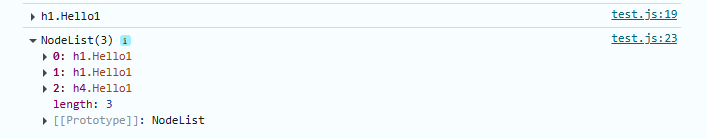 h1.Hello1 test.js:19
NodeList(3) i test.js:23
0: h1.Hello1
1: h1.Hello1
2: h4.Hello1
length: 3
[[Prototype]]: NodeList